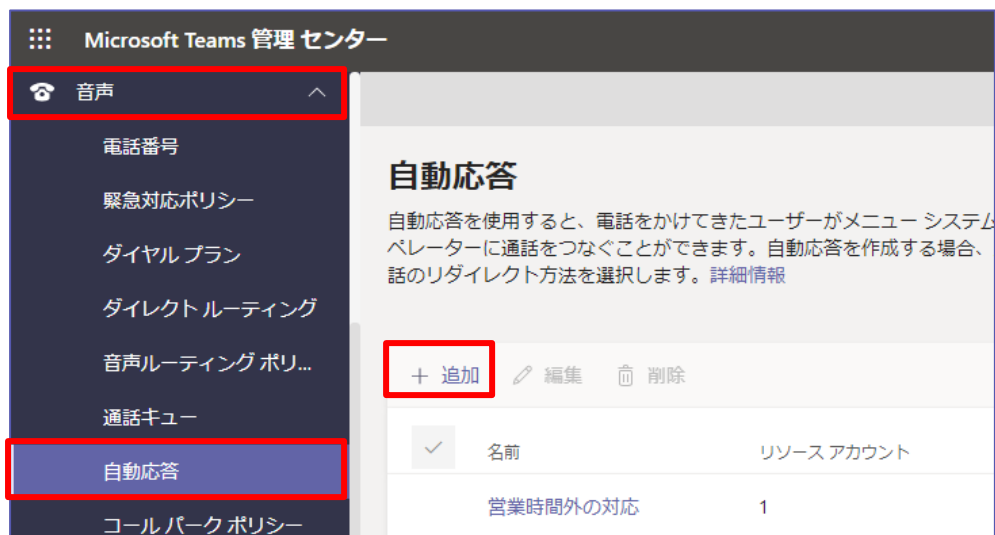 Microsoft Teams 管理 センター
音声
電話番号
緊急対応ポリシー
ダイヤル プラン
ダイレクト ルーティング
音声ルーティング ポリ...
通話キュー
自動応答
コール パーク ポリシー
自動応答
自動応答を使用すると、電話をかけてきたユーザーがメニュー システム
ペレーターに通話をつなぐことができます。自動応答を作成する場合、
話のリダイレクト方法を選択します。詳細情報
＋ 追加 編集 削除
名前 リソース アカウント
営業時間外の対応 1